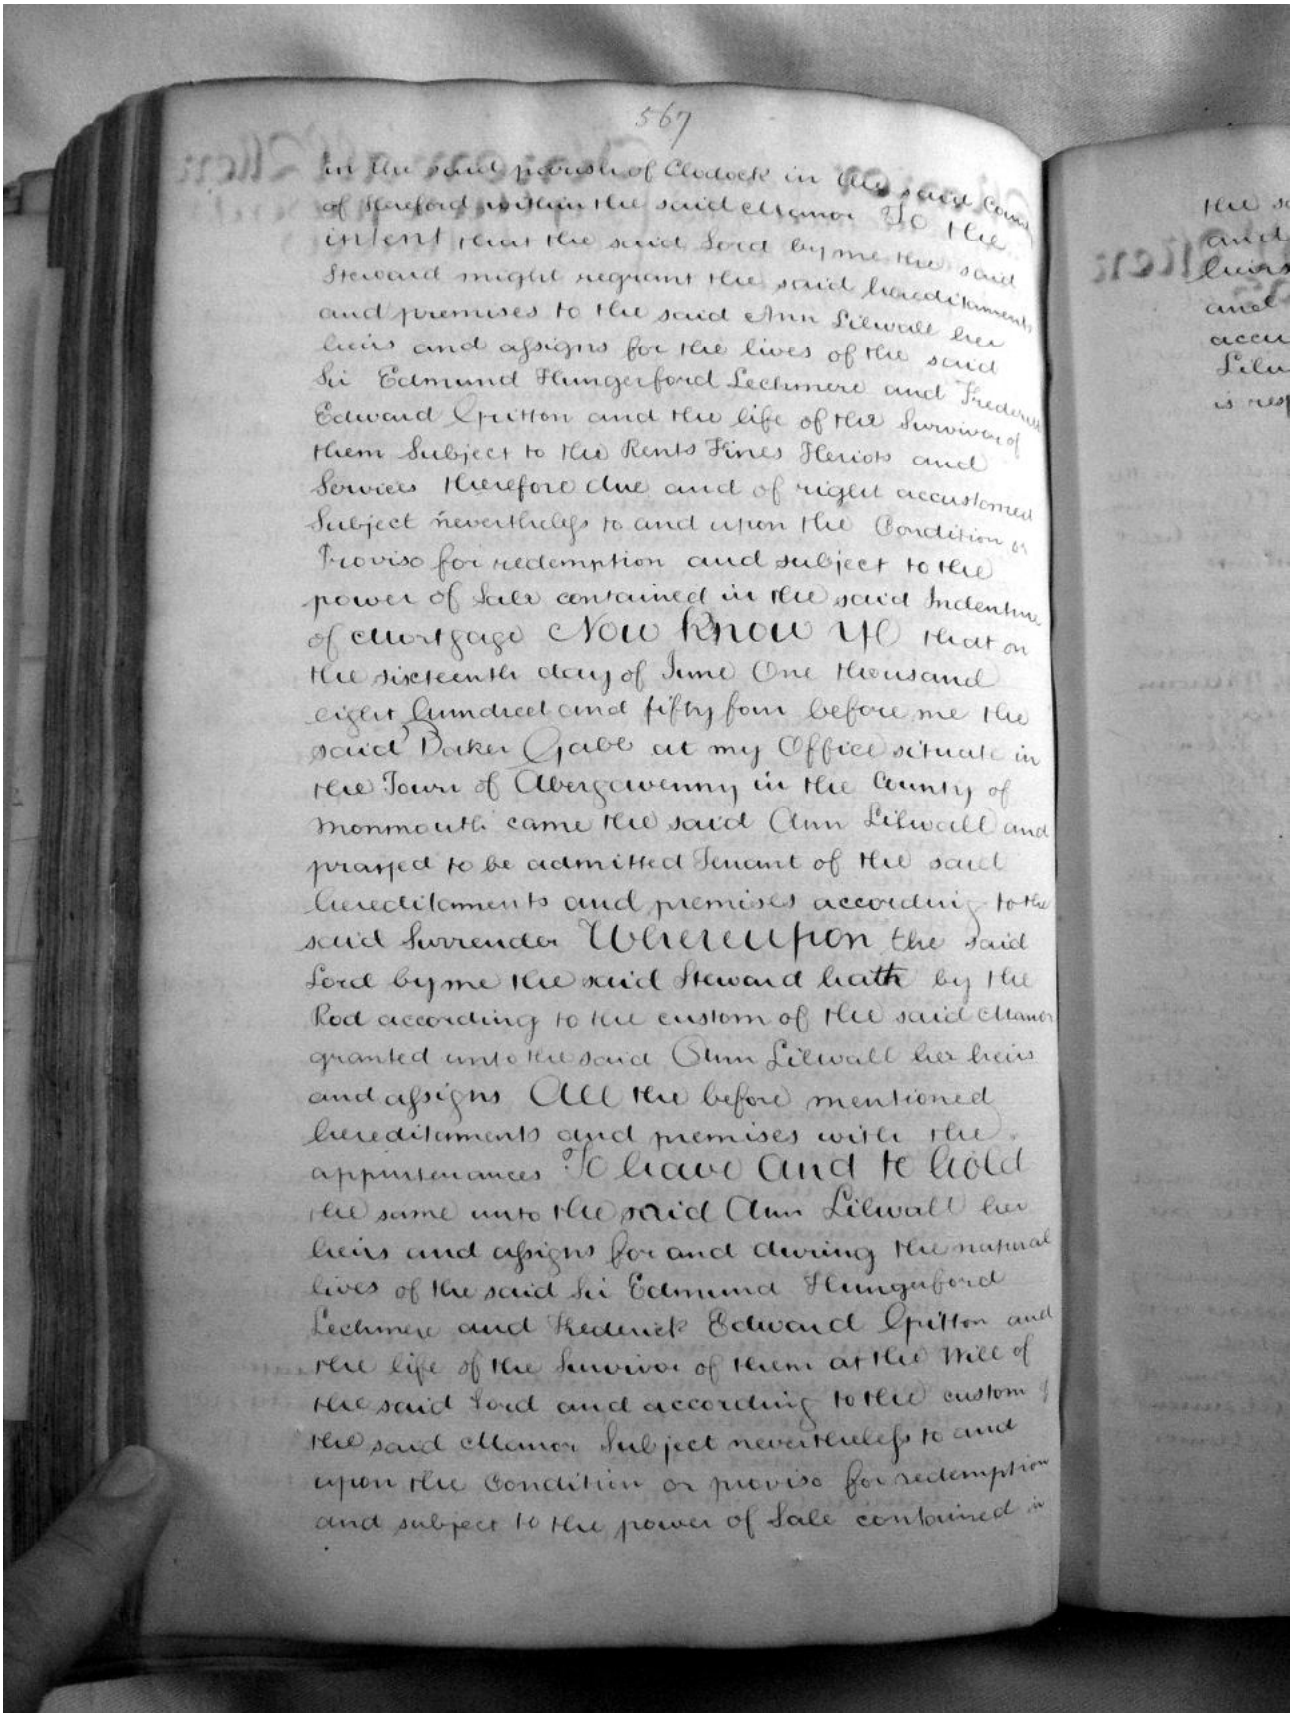 567
in the said parish of Clodock in the said County
of Hereford within the said Manor To the
intent that the said Lord by me the said
Steward might regrant the said hereditaments
and premises to the said Ann Lilwall her
heirs and assigns for the lives of the said
Sir Edmund Hungerford Lechmere and Frederick
Edward Gritton and the life of the Survivor of
them Subject to the Rents Fines Heriots and
Services therefore due and of right accustomed
Subject nevertheless to and upon the Condition or
Proviso for redemption and subject to the
power of Sale contained in the said Indenture
of Mortgage Now Know Ye that on
the sixteenth day of June One thousand
eight hundred and fifty four before me the
said Baker Gabb at my Office situate in
the Town of Abergavenny in the County of
Monmouth came the said Ann Lilwall and
prayed to be admitted Tenant of the said
hereditaments and premises according to the
said Surrender Whereupon the said
Lord by me the said Steward hath by the
Rod according to the custom of the said Manor
granted unto the said Ann Lilwall her heirs
and assigns All the before mentioned
hereditaments and premises with the
appurtenances To have and to hold
the same unto the said Ann Lilwall her
heirs and assigns for and during the natural
lives of the said Sir Edmund Hungerford
Lechmere and Frederick Edward Gritton and
the life of the Survivor of them at the Will of
the said Lord and according to the custom of
the said Manor Subject nevertheless to and
upon the Condition or proviso for redemption
and subject to the power of Sale contained in
the
and
heirs
and
is